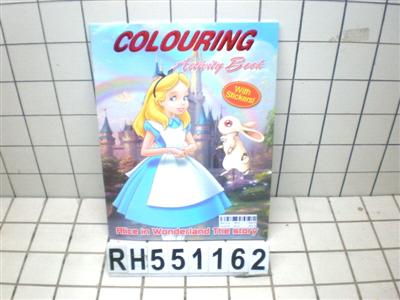 COLOURING
Activity Book
With
Stickers!
Alice in Wonderland The story
RH551162